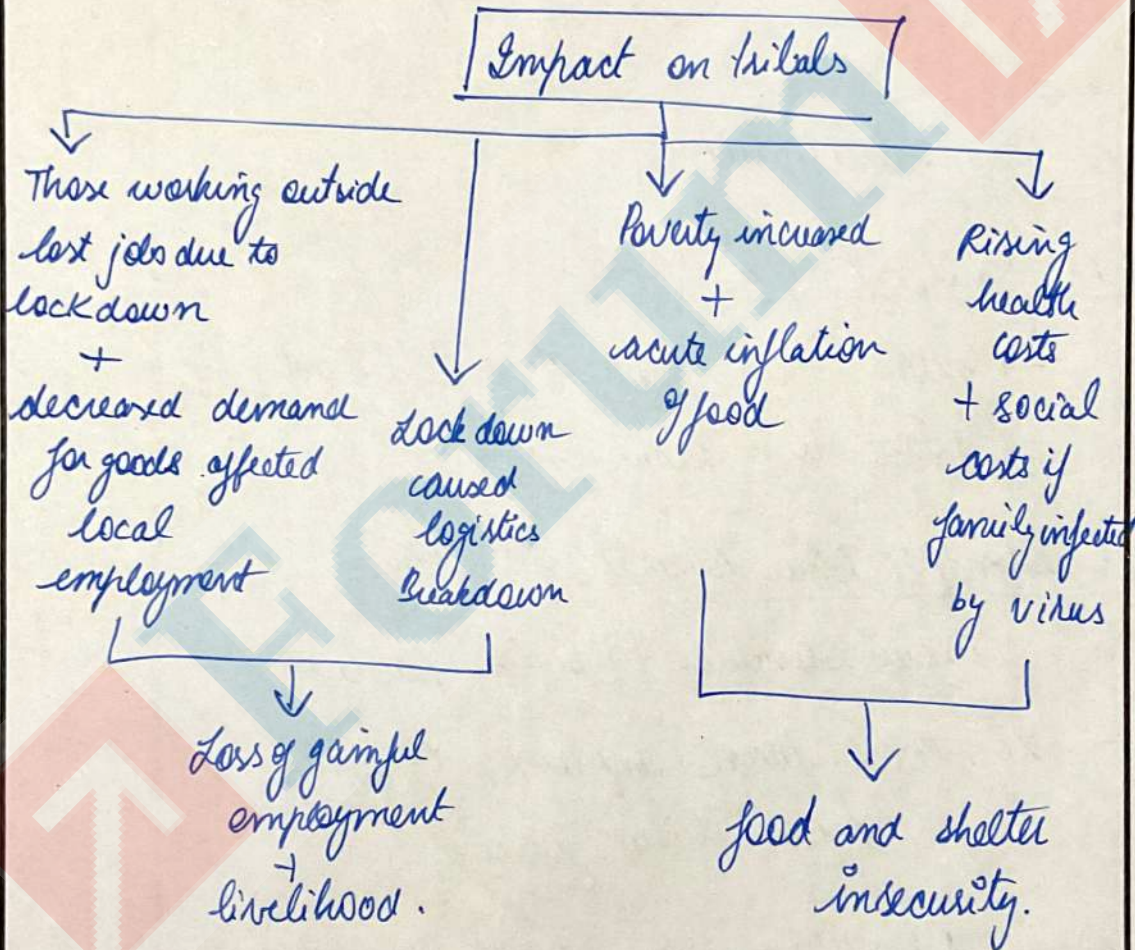 Impact on tribals
Those working outside
lost jobs due to
lockdown
+
decreased demand
for goods affected
local
employment
Lockdown
caused
logistics
Breakdown
Poverty increased
+
acute inflation
of food
Rising
health
costs
+ social
costs if
family infected
by virus
Loss of gainful
employment
+
livelihood.
food and shelter
insecurity.
Forum